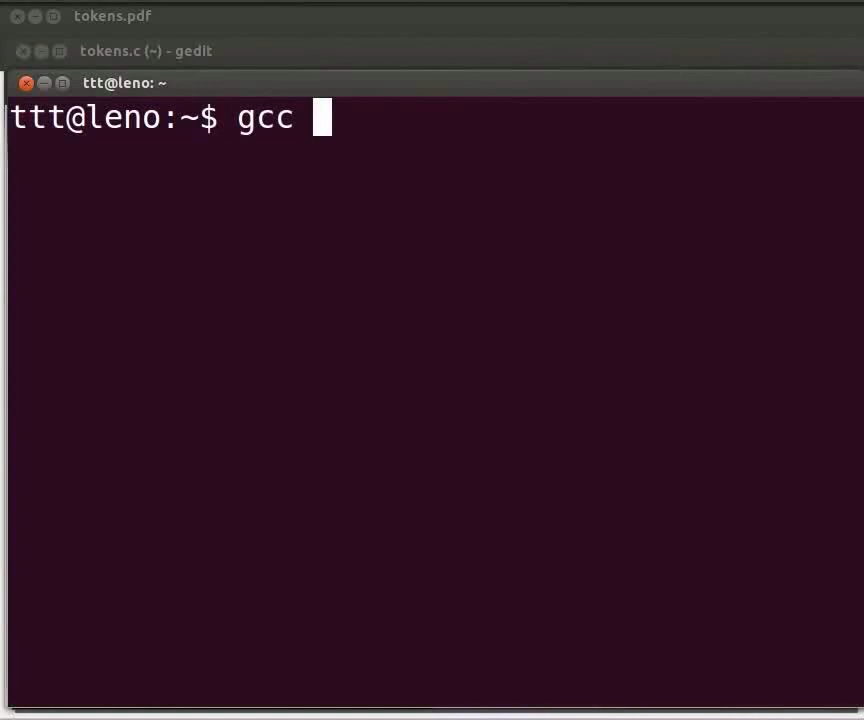 tokens.pdf
tokens.c (~) - gedit
ttt@leno: ~
ttt@leno:~$ gcc